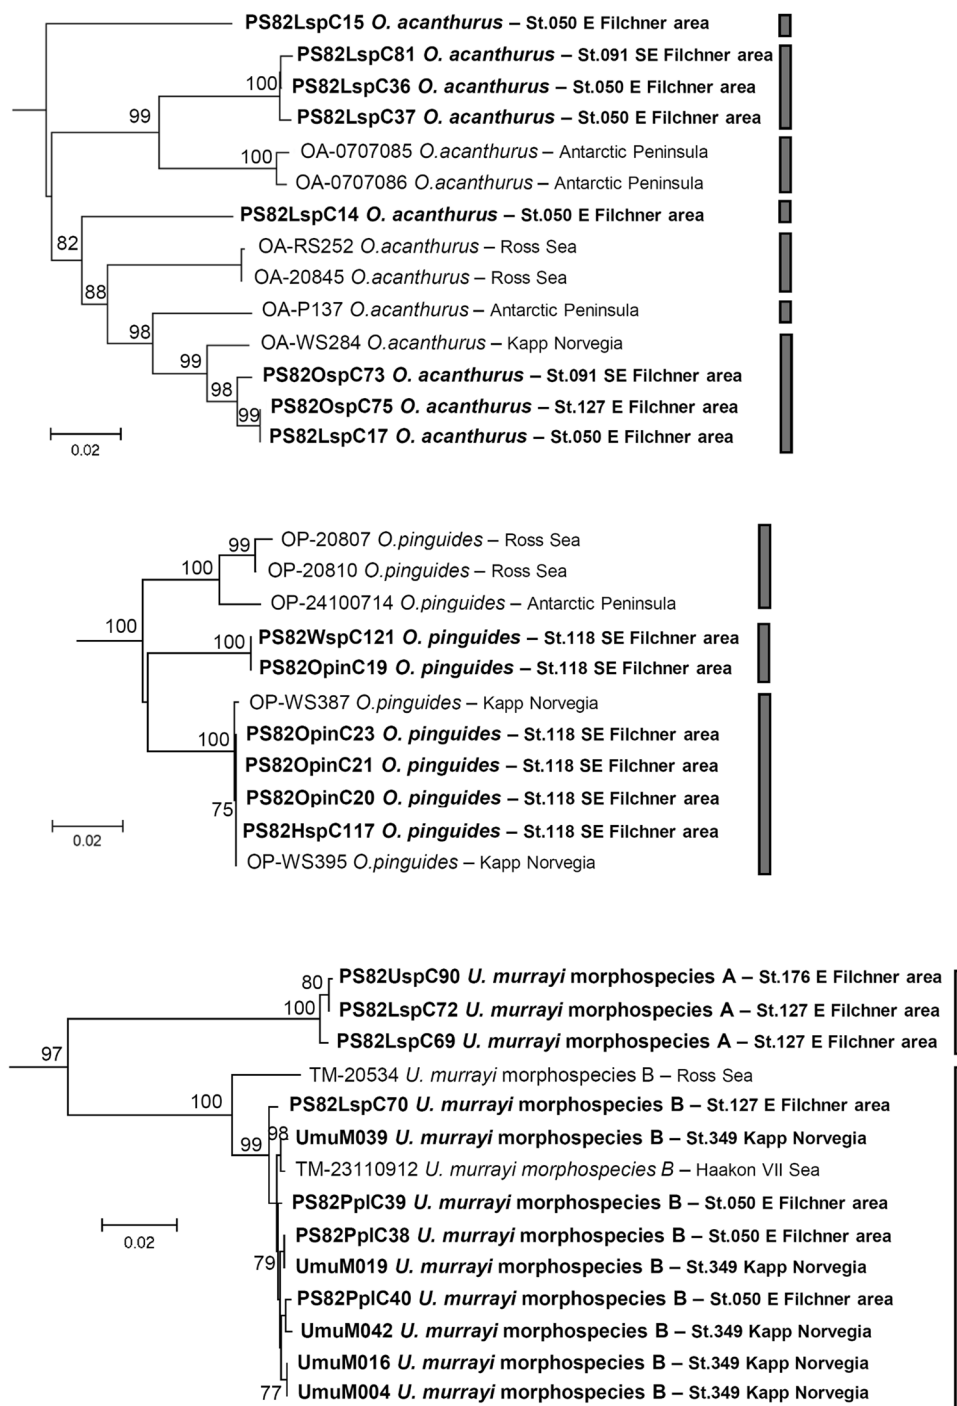 PS82LspC15 O. acanthurus – St.050 E Filchner area
PS82LspC81 O. acanthurus – St.091 SE Filchner area
100
PS82LspC36 O. acanthurus – St.050 E Filchner area
99
PS82LspC37 O. acanthurus – St.050 E Filchner area
100
OA-0707085 O.acanthurus – Antarctic Peninsula
OA-0707086 O.acanthurus – Antarctic Peninsula
PS82LspC14 O. acanthurus – St.050 E Filchner area
82
OA-RS252 O.acanthurus – Ross Sea
OA-20845 O.acanthurus – Ross Sea
88
OA-P137 O.acanthurus – Antarctic Peninsula
98
OA-WS284 O.acanthurus – Kapp Norvegia
99
PS82OspC73 O. acanthurus – St.091 SE Filchner area
98
PS82OspC75 O. acanthurus – St.127 E Filchner area
99
PS82LspC17 O. acanthurus – St.050 E Filchner area
0.02
OP-20807 O.pinguides – Ross Sea
99
100
OP-20810 O.pinguides – Ross Sea
OP-24100714 O.pinguides – Antarctic Peninsula
100
PS82WspC121 O. pinguides – St.118 SE Filchner area
100
PS82OpinC19 O. pinguides – St.118 SE Filchner area
OP-WS387 O.pinguides – Kapp Norvegia
100
PS82OpinC23 O. pinguides – St.118 SE Filchner area
PS82OpinC21 O. pinguides – St.118 SE Filchner area
PS82OpinC20 O. pinguides – St.118 SE Filchner area
75
PS82HspC117 O. pinguides – St.118 SE Filchner area
0.02
OP-WS395 O.pinguides – Kapp Norvegia
PS82UspC90 U. murrayi morphospecies A – St.176 E Filchner area
80
100
PS82LspC72 U. murrayi morphospecies A – St.127 E Filchner area
PS82LspC69 U. murrayi morphospecies A – St.127 E Filchner area
97
TM-20534 U. murrayi morphospecies B – Ross Sea
100
PS82LspC70 U. murrayi morphospecies B – St.127 E Filchner area
98
UmuM039 U. murrayi morphospecies B – St.349 Kapp Norvegia
99
TM-23110912 U. murrayi morphospecies B – Haakon VII Sea
PS82PplC39 U. murrayi morphospecies B – St.050 E Filchner area
PS82PplC38 U. murrayi morphospecies B – St.050 E Filchner area
0.02
79
UmuM019 U. murrayi morphospecies B – St.349 Kapp Norvegia
PS82PplC40 U. murrayi morphospecies B – St.050 E Filchner area
UmuM042 U. murrayi morphospecies B – St.349 Kapp Norvegia
UmuM016 U. murrayi morphospecies B – St.349 Kapp Norvegia
77
UmuM004 U. murrayi morphospecies B – St.349 Kapp Norvegia